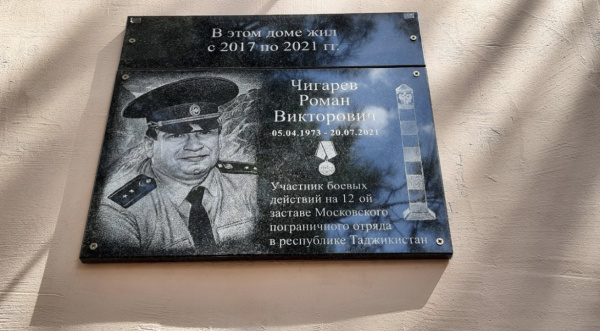 В этом доме жил
с 2017 по 2021 гг.
Чигарев
Роман
Викторович
05.04.1973 - 20.07.2021
Участник боевых
действий на 12 ой
заставе Московского
пограничного отряда
в республике Таджикистан